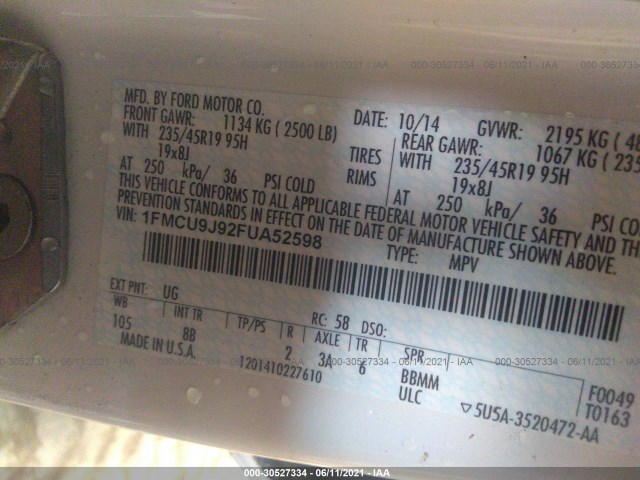 000-30527334 - 06/11/2021 - IAA
MFD. BY FORD MOTOR CO.
DATE: 10/14 GVWR: 2195 KG
FRONT GAWR: 1134 KG (2500 LB) REAR GAWR: 1067 KG
WITH 235/45R19 95H TIRES WITH 235/45R19 95H
19x8J RIMS 19x8J
AT 250 kPa/ 36 PSI COLD AT 250 kPa/ 36 PSI
THIS VEHICLE CONFORMS TO ALL APPLICABLE FEDERAL MOTOR VEHICLE SAFETY AND
PREVENTION STANDARDS IN EFFECT ON THE DATE OF MANUFACTURE SHOWN ABOVE.
VIN: 1FMCU9J92FUA52598
TYPE: MPV
EXT PNT: UG RC: 58 DSO:
WB INT TR TP/PS R AXLE TR SPR
105 8B 2 3A 6 BBMM
MADE IN U.S.A. 1201410227610 ULC
F0049
T0163
▽5U5A-3520472-AA
000-30527334 - 06/11/2021 - IAA